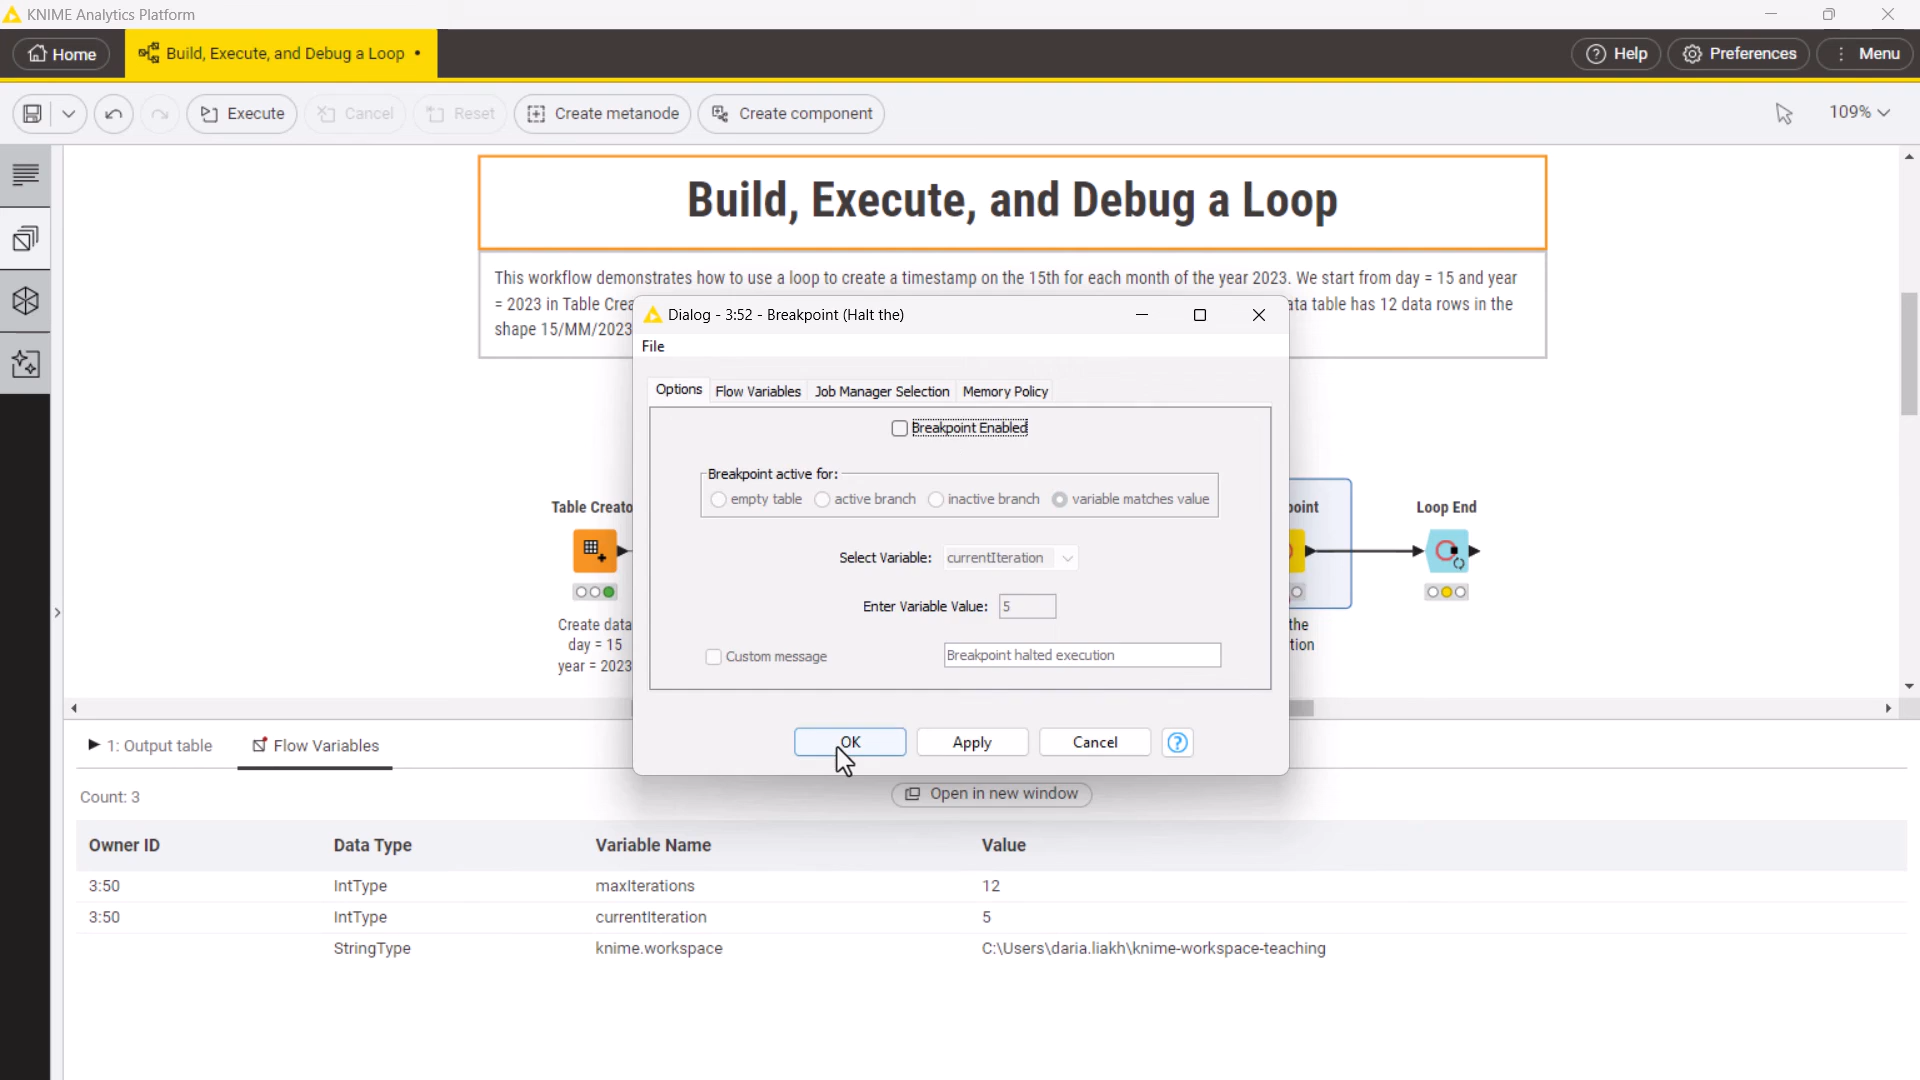 KNIME Analytics Platform
Home
Build, Execute, and Debug a Loop •
Help
Preferences
Menu
Execute
Cancel
Reset
Create metanode
Create component
109%
Build, Execute, and Debug a Loop
This workflow demonstrates how to use a loop to create a timestamp on the 15th for each month of the year 2023. We start from day = 15 and year
= 2023 in Table Crea
ata table has 12 data rows in the
shape 15/MM/2023
Dialog - 3:52 - Breakpoint (Halt the)
File
Options
Flow Variables
Job Manager Selection
Memory Policy
Breakpoint Enabled
Breakpoint active for:
empty table
active branch
inactive branch
variable matches value
Select Variable:
currentIteration
Enter Variable Value:
5
Custom message
Breakpoint halted execution
OK
Apply
Cancel
?
Table Creato
point
Loop End
Create data
day = 15
year = 2023
the
tion
1: Output table
Flow Variables
Count: 3
Open in new window
Owner ID
Data Type
Variable Name
Value
3:50
IntType
maxIterations
12
3:50
IntType
currentIteration
5
StringType
knime.workspace
C:\Users\daria.liakh\knime-workspace-teaching